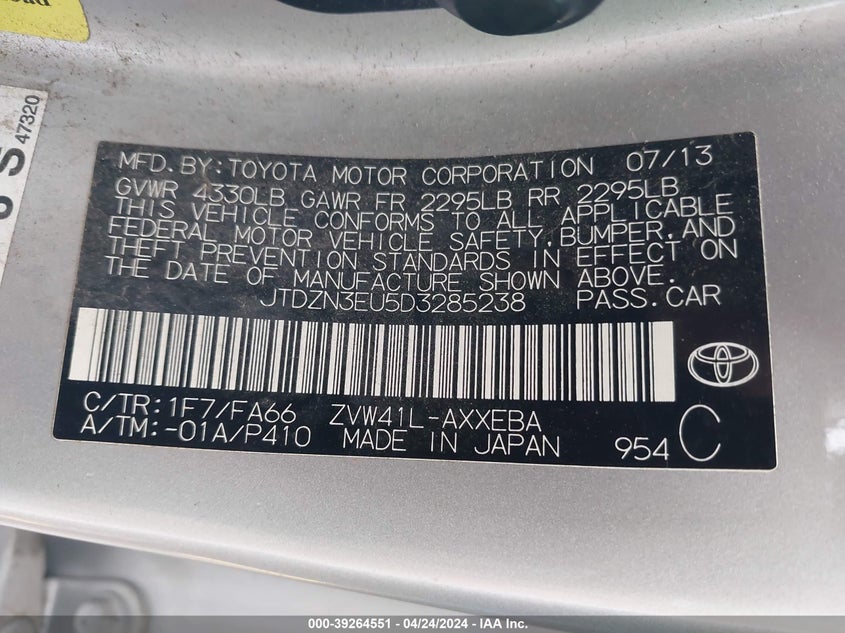 47320
MFD.BY:TOYOTA MOTOR CORPORATION 07/13
GVWR 4330LB GAWR FR 2295LB RR 2295LB
THIS VEHICLE CONFORMS TO ALL APPLICABLE
FEDERAL MOTOR VEHICLE SAFETY,BUMPER,AND
THEFT PREVENTION STANDARDS IN EFFECT ON
THE DATE OF MANUFACTURE SHOWN ABOVE.
JTDZN3EU5D3285238 PASS.CAR
C/TR:1F7/FA66 ZVW41L-AXXEBA
A/TM:-01A/P410 MADE IN JAPAN 954 C
000-39264551 - 04/24/2024 - IAA Inc.